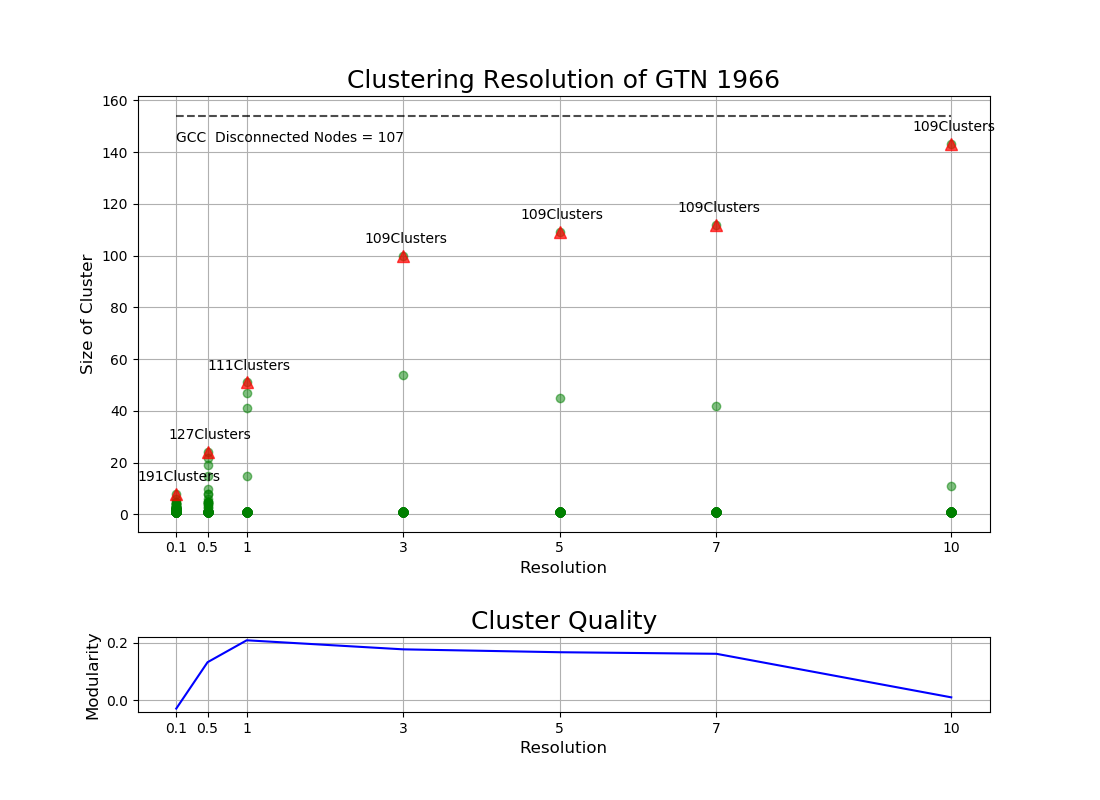 Clustering Resolution of GTN 1966
160
109Clusters
GCC  Disconnected Nodes = 107
140
120
109Clusters
109Clusters
109Clusters
100
Size of Cluster
80
60
111Clusters
40
127Clusters
20
191Clusters
0
0.1 0.5 1 3 5 7 10
Resolution
Cluster Quality
0.2
Modularity
0.0
0.1 0.5 1 3 5 7 10
Resolution